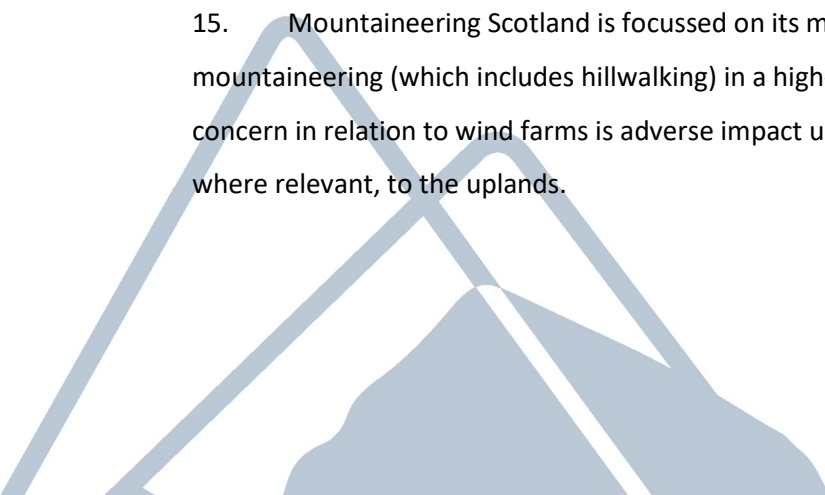 15. Mountaineering Scotland is focussed on its
mountaineering (which includes hillwalking) in a high
concern in relation to wind farms is adverse impact
where relevant, to the uplands.